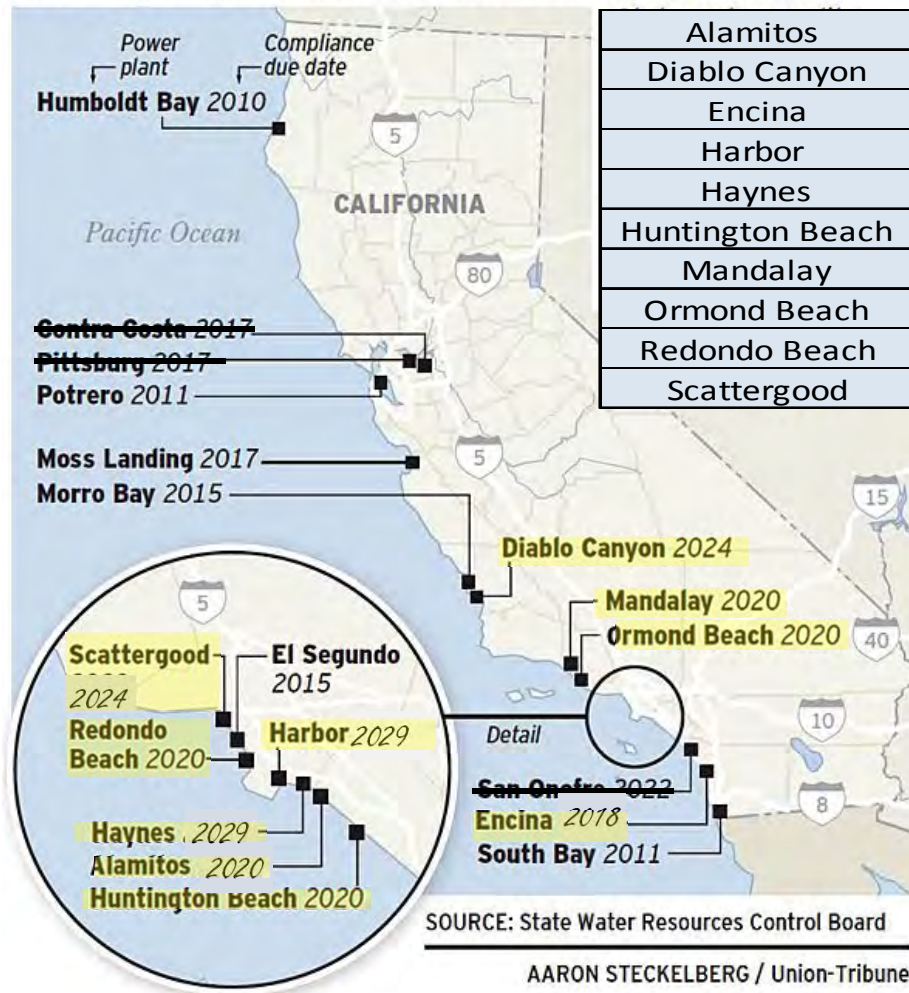 Power
plant
Compliance
due date
Humboldt Bay 2010
5
CALIFORNIA
Pacific Ocean
80
Contra Costa 2017
Pittsburg 2017
Potrero 2011
Moss Landing 2017
5
Morro Bay 2015
15
Diablo Canyon 2024
Mandalay 2020
Ormond Beach 2020
40
5
Scattergood
2024
El Segundo
2015
Redondo
Beach 2020
Harbor 2029
Detail
10
San Onofre 2022
Haynes 2029
Encina 2018
8
Alamitos 2020
South Bay 2011
Huntington Beach 2020
SOURCE: State Water Resources Control Board
AARON STECKELBERG / Union-Tribune
Alamitos
Diablo Canyon
Encina
Harbor
Haynes
Huntington Beach
Mandalay
Ormond Beach
Redondo Beach
Scattergood